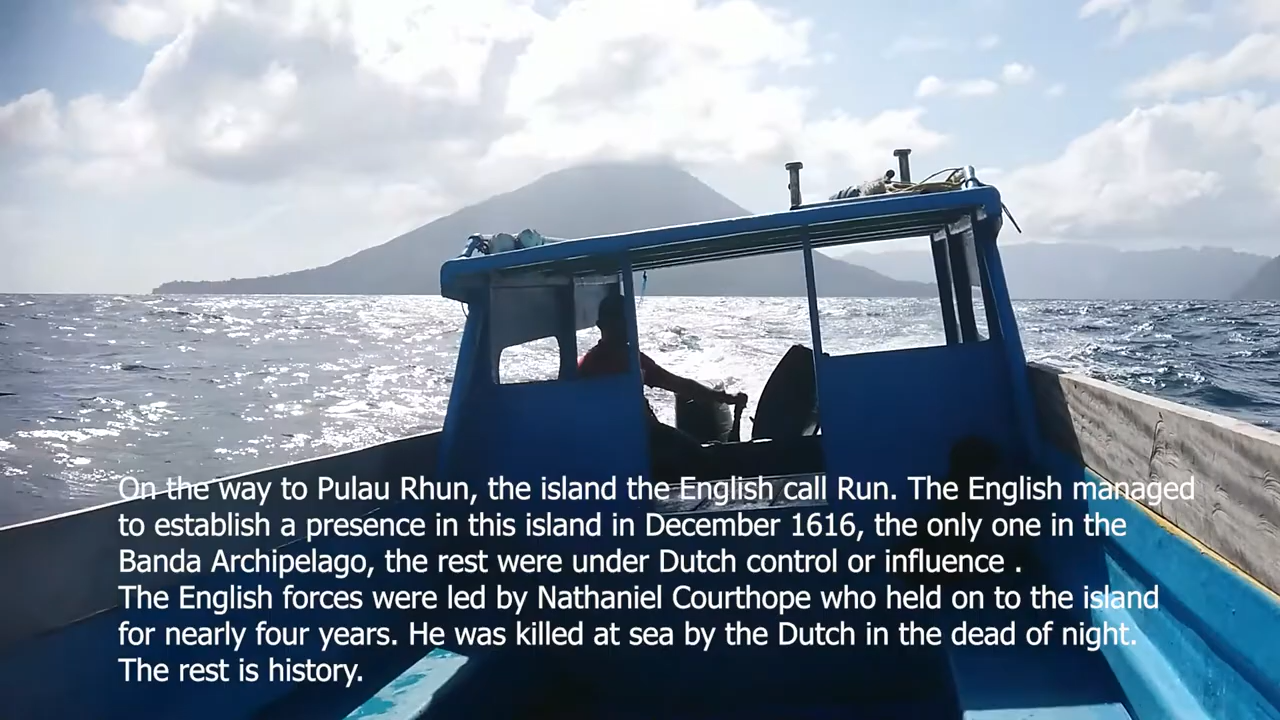 On the way to Pulau Rhun, the island the English call Run. The English managed
to establish a presence in this island in December 1616, the only one in the
Banda Archipelago, the rest were under Dutch control or influence .
The English forces were led by Nathaniel Courthope who held on to the island
for nearly four years. He was killed at sea by the Dutch in the dead of night.
The rest is history.